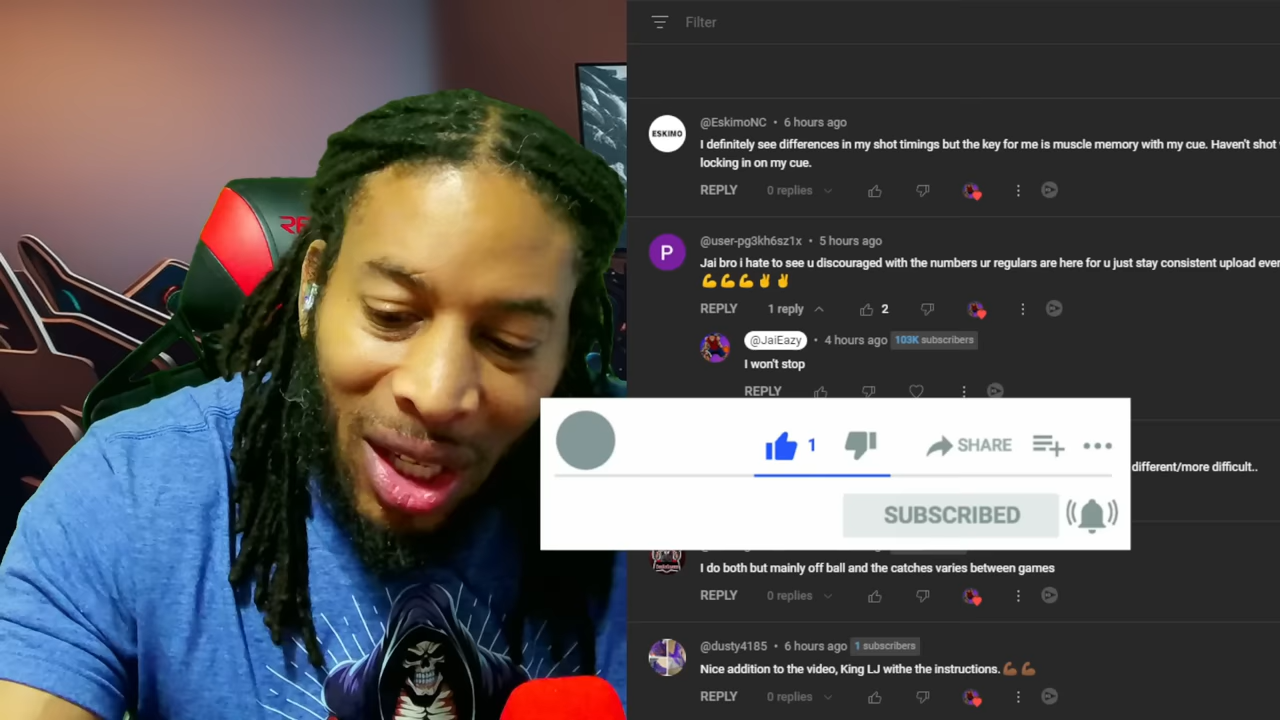 Filter
ESKIMO
@EskimoNC • 6 hours ago
I definitely see differences in my shot timings but the key for me is muscle memory with my cue. Haven't shot
locking in on my cue.
REPLY 0 replies
P
@user-pg3kh6sz1x • 5 hours ago
Jai bro i hate to see u discouraged with the numbers ur regulars are here for u just stay consistent upload ever
💪💪💪✌️✌️
REPLY 1 reply 2
@JaiEazy • 4 hours ago 103K subscribers
I won't stop
REPLY
1 SHARE
different/more difficult..
SUBSCRIBED
I do both but mainly off ball and the catches varies between games
REPLY 0 replies
@dusty4185 • 6 hours ago 1 subscribers
Nice addition to the video, King LJ withe the instructions.💪🏾💪🏾
REPLY 0 replies